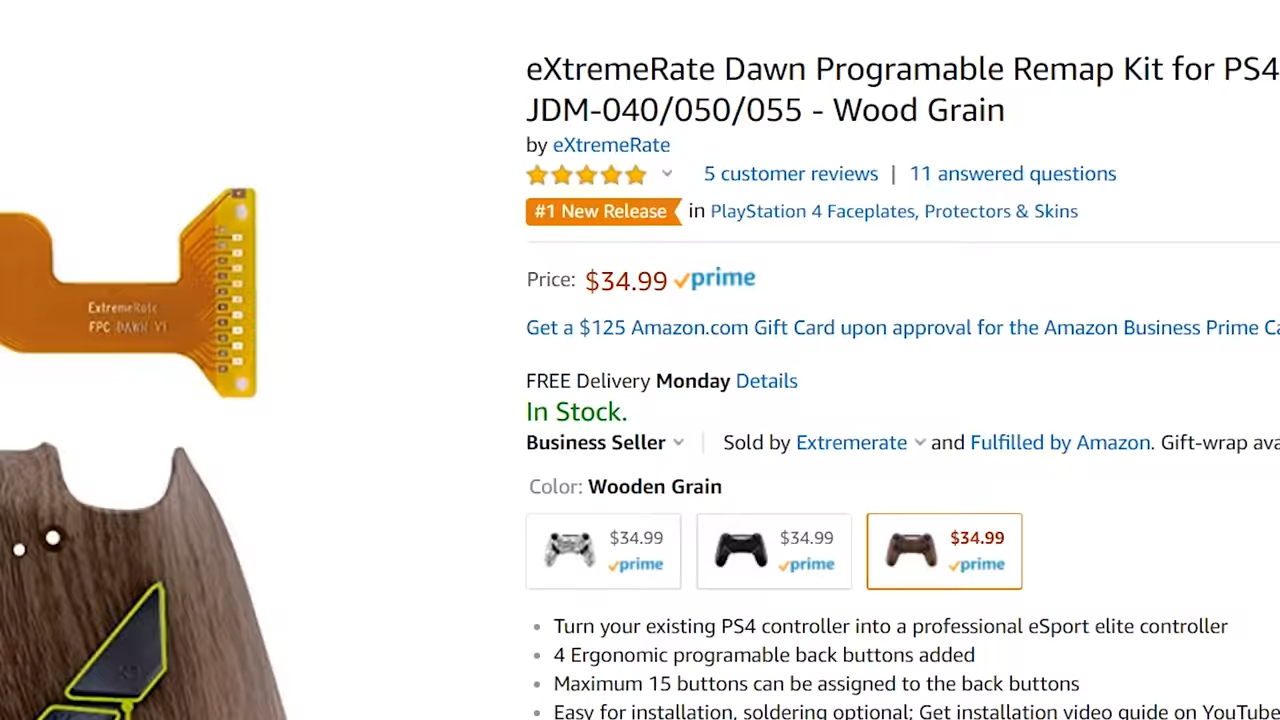 eXtremeRate Dawn Programable Remap Kit for PS4
JDM-040/050/055 - Wood Grain
by eXtremeRate
5 customer reviews | 11 answered questions
#1 New Release in PlayStation 4 Faceplates, Protectors & Skins
Price: $34.99 prime
Get a $125 Amazon.com Gift Card upon approval for the Amazon Business Prime
FREE Delivery Monday Details
In Stock.
Business Seller | Sold by Extremerate and Fulfilled by Amazon. Gift-wrap
Color: Wooden Grain
$34.99 $34.99 $34.99
prime prime prime
Turn your existing PS4 controller into a professional eSport elite controller
4 Ergonomic programable back buttons added
Maximum 15 buttons can be assigned to the back buttons
Easy for installation, soldering optional; Get installation video guide on YouTube
ExtremeRate
FPC DAWN V1